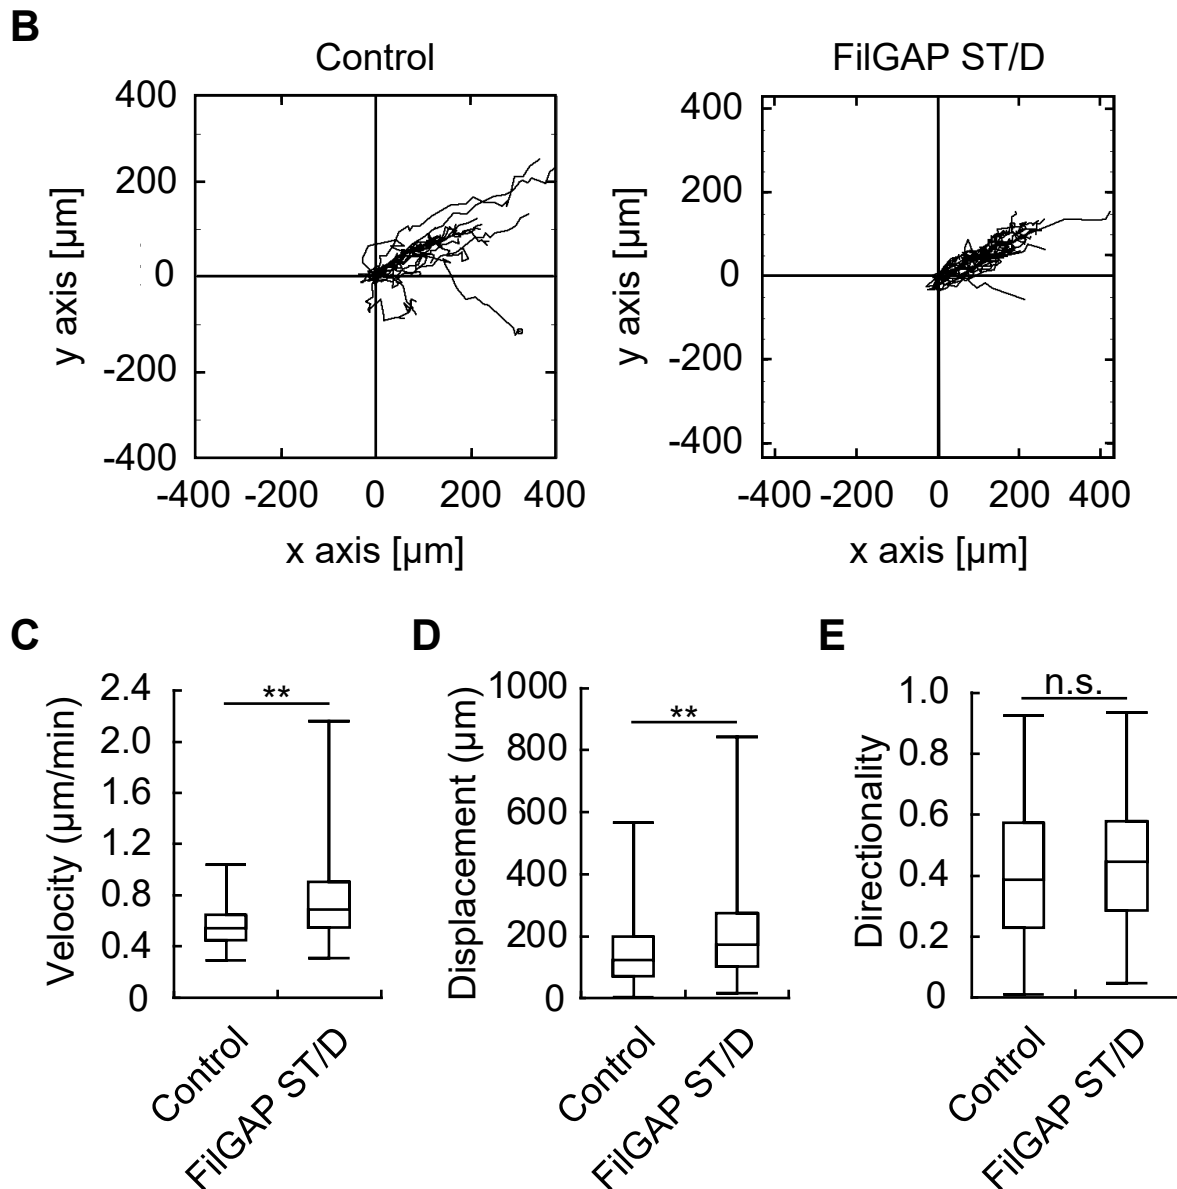 B
Control
FilGAP ST/D
400
200
0
-200
-400
y axis [µm]
-400 -200 0 200 400
x axis [µm]
400
200
0
-200
-400
y axis [µm]
-400 -200 0 200 400
x axis [µm]
C
2.4
2.0
1.6
1.2
0.8
0.4
0
Velocity (µm/min)
**
Control
FilGAP ST/D
D
1000
800
600
400
200
0
Displacement (µm)
**
Control
FilGAP ST/D
E
1.0
0.8
0.6
0.4
0.2
0
Directionality
n.s.
Control
FilGAP ST/D